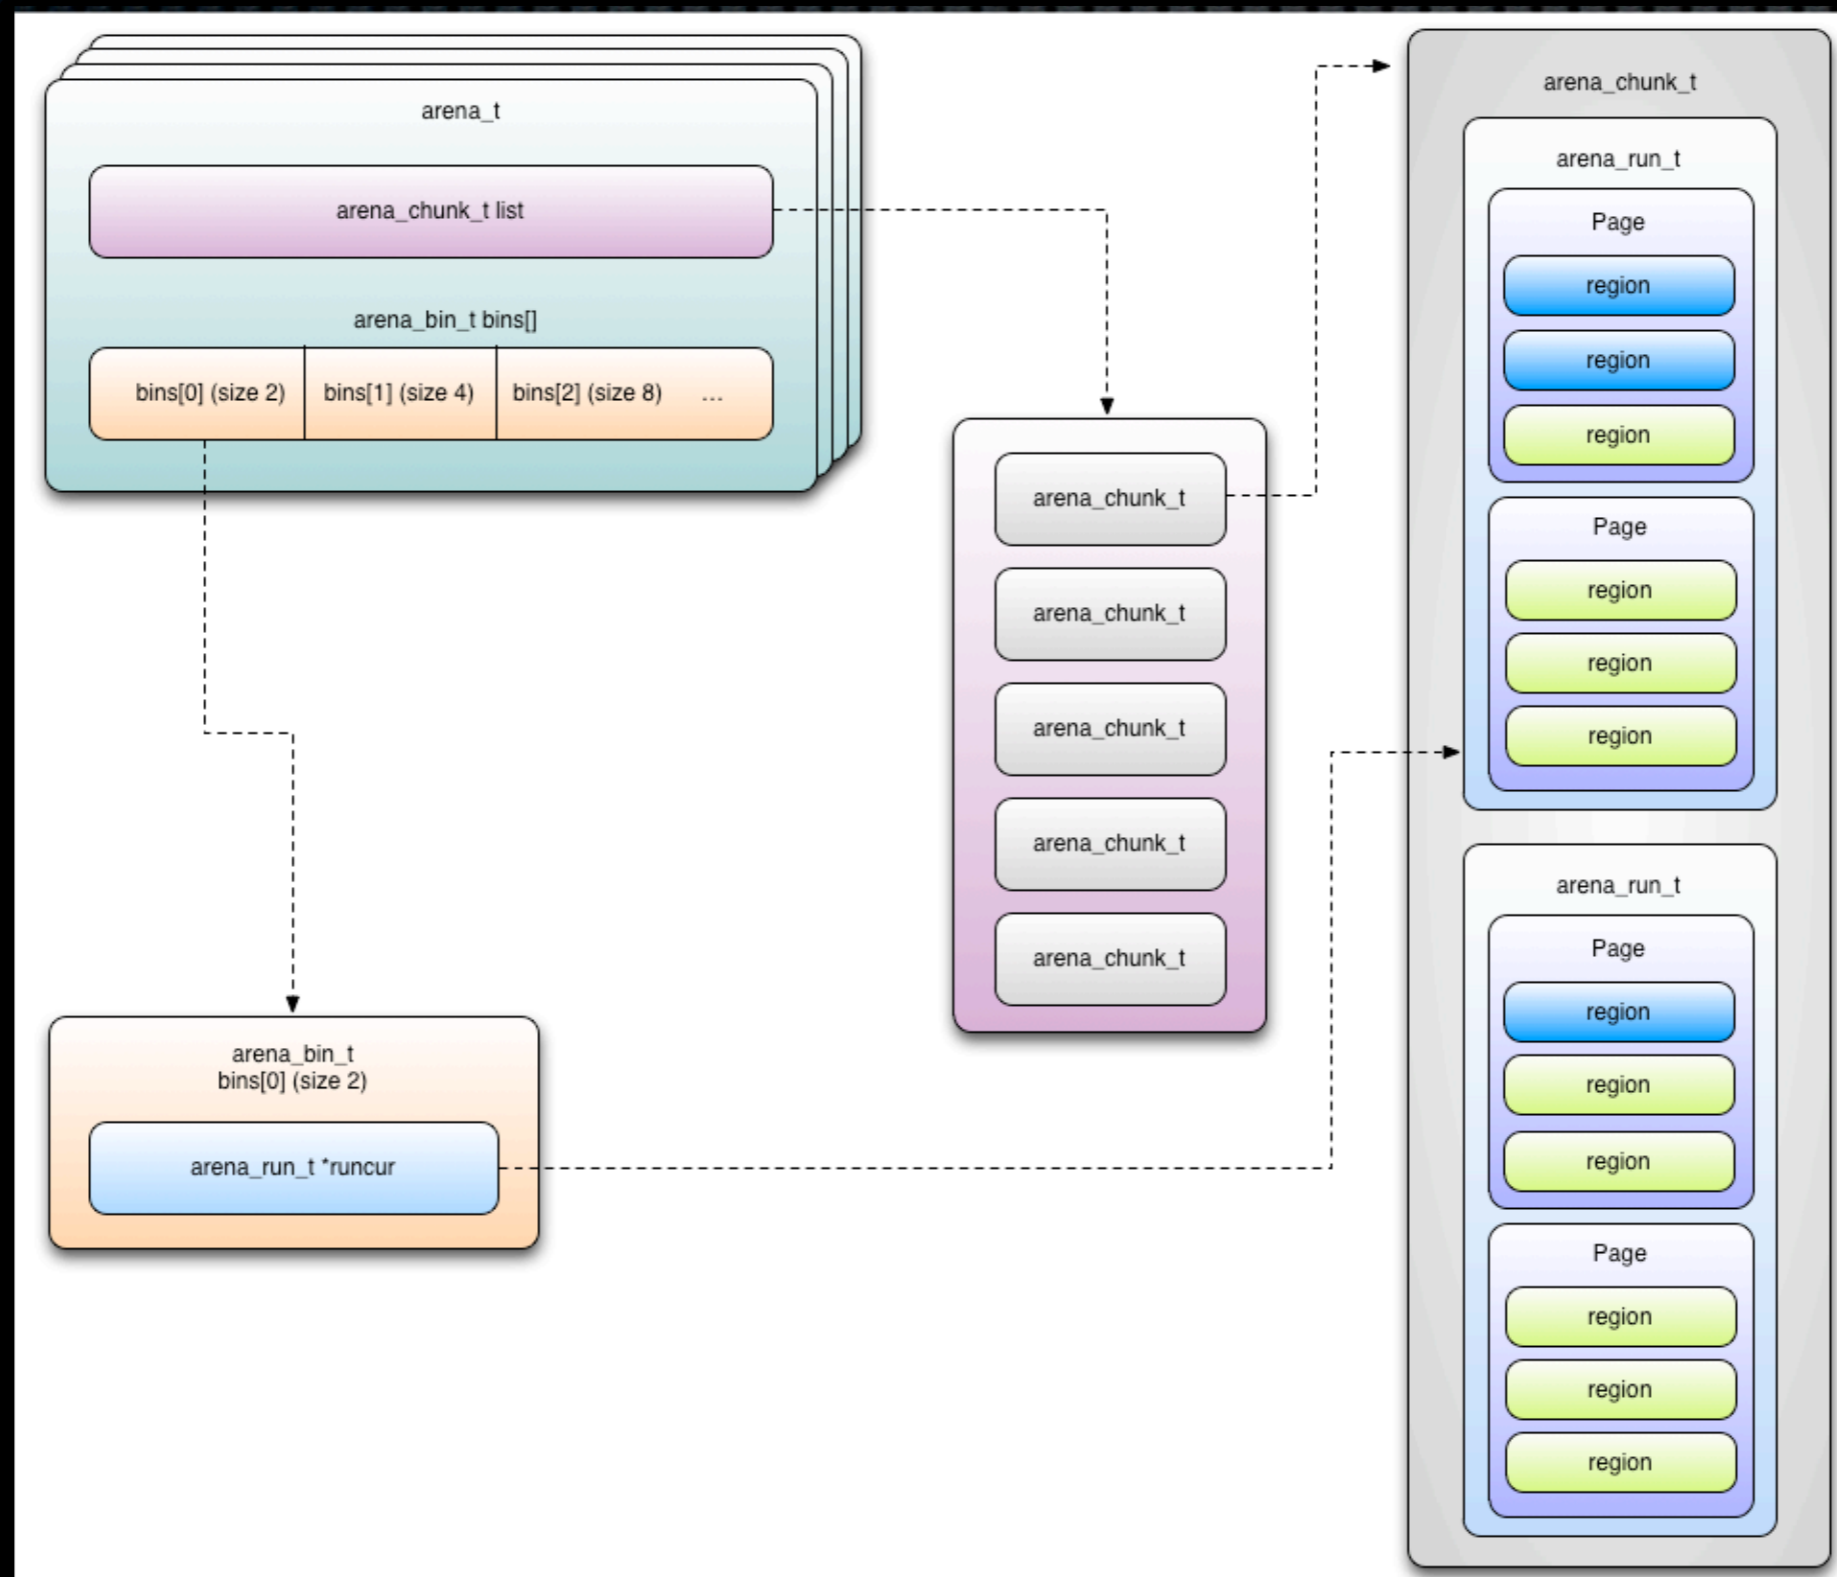 arena_t
arena_chunk_t list
arena_bin_t bins[]
bins[0] (size 2)
bins[1] (size 4)
bins[2] (size 8)
...
arena_bin_t
bins[0] (size 2)
arena_run_t *runcur
arena_chunk_t
arena_chunk_t
arena_chunk_t
arena_chunk_t
arena_chunk_t
arena_chunk_t
arena_run_t
Page
region
region
region
Page
region
region
region
arena_run_t
Page
region
region
region
Page
region
region
region